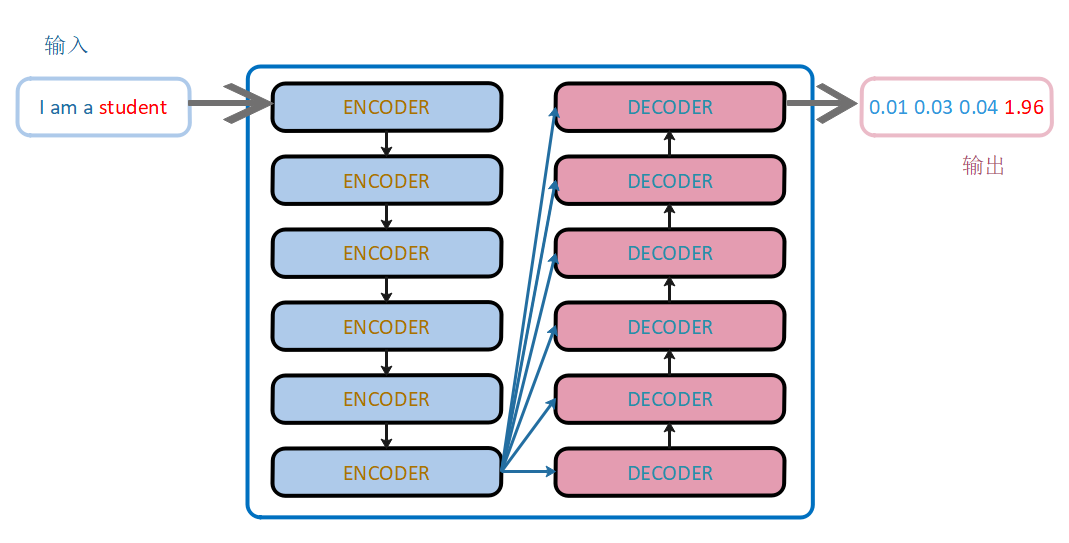 输入
I am a student
ENCODER
ENCODER
ENCODER
ENCODER
ENCODER
ENCODER
DECODER
DECODER
DECODER
DECODER
DECODER
DECODER
0.01 0.03 0.04 1.96
输出